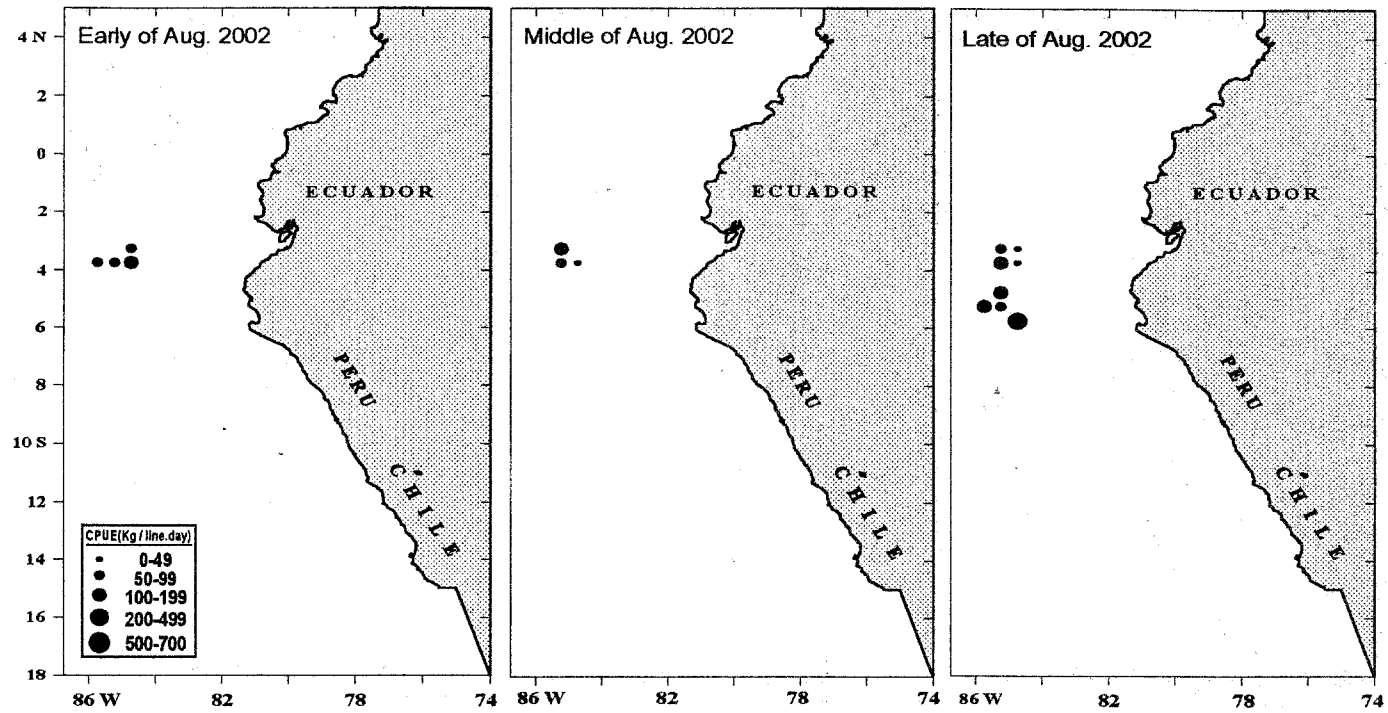 Early of Aug. 2002
Middle of Aug. 2002
Late of Aug. 2002
4 N
2
0
2
4
6
8
10 S
12
14
16
18
ECUADOR
PERU
CHILE
ECUADOR
PERU
CHILE
ECUADOR
PERU
CHILE
CPUE(Kg / line.day)
0-49
50-99
100-199
200-499
500-700
86 W 82 78 74
86 W 82 78 74
86 W 82 78 74